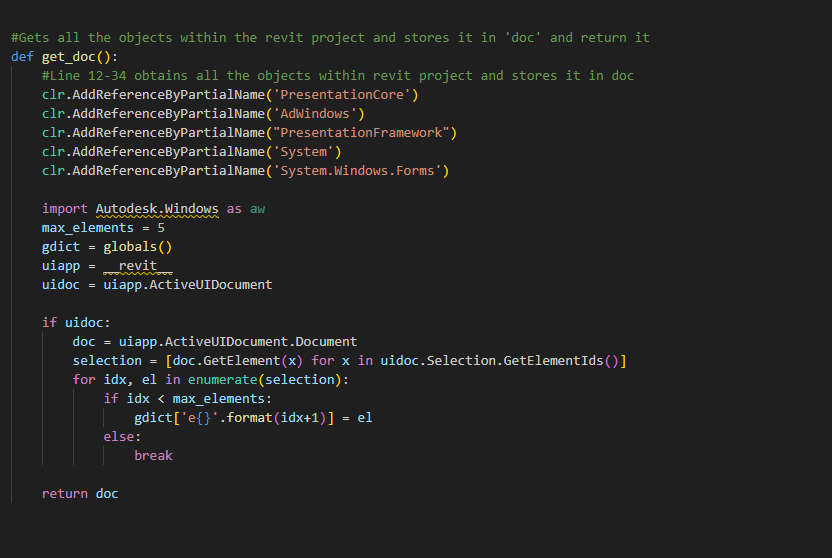 #Gets all the objects within the revit project and stores it in 'doc' and return it
def get_doc():
    #Line 12-34 obtains all the objects within revit project and stores it in doc
    clr.AddReferenceByPartialName('PresentationCore')
    clr.AddReferenceByPartialName('AdWindows')
    clr.AddReferenceByPartialName("PresentationFramework")
    clr.AddReferenceByPartialName('System')
    clr.AddReferenceByPartialName('System.Windows.Forms')
    import Autodesk.Windows as aw
    max_elements = 5
    gdict = globals()
    uiapp = __revit__
    uidoc = uiapp.ActiveUIDocument
    if uidoc:
        doc = uiapp.ActiveUIDocument.Document
        selection = [doc.GetElement(x) for x in uidoc.Selection.GetElementIds()]
        for idx, el in enumerate(selection):
            if idx < max_elements:
                gdict['e{}'.format(idx+1)] = el
            else:
                break
    return doc